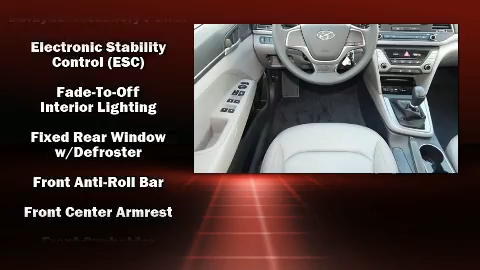 Electronic Stability
Control (ESC)
Fade-To-Off
Interior Lighting
Fixed Rear Window
w/Defroster
Front Anti-Roll Bar
Front Center Armrest